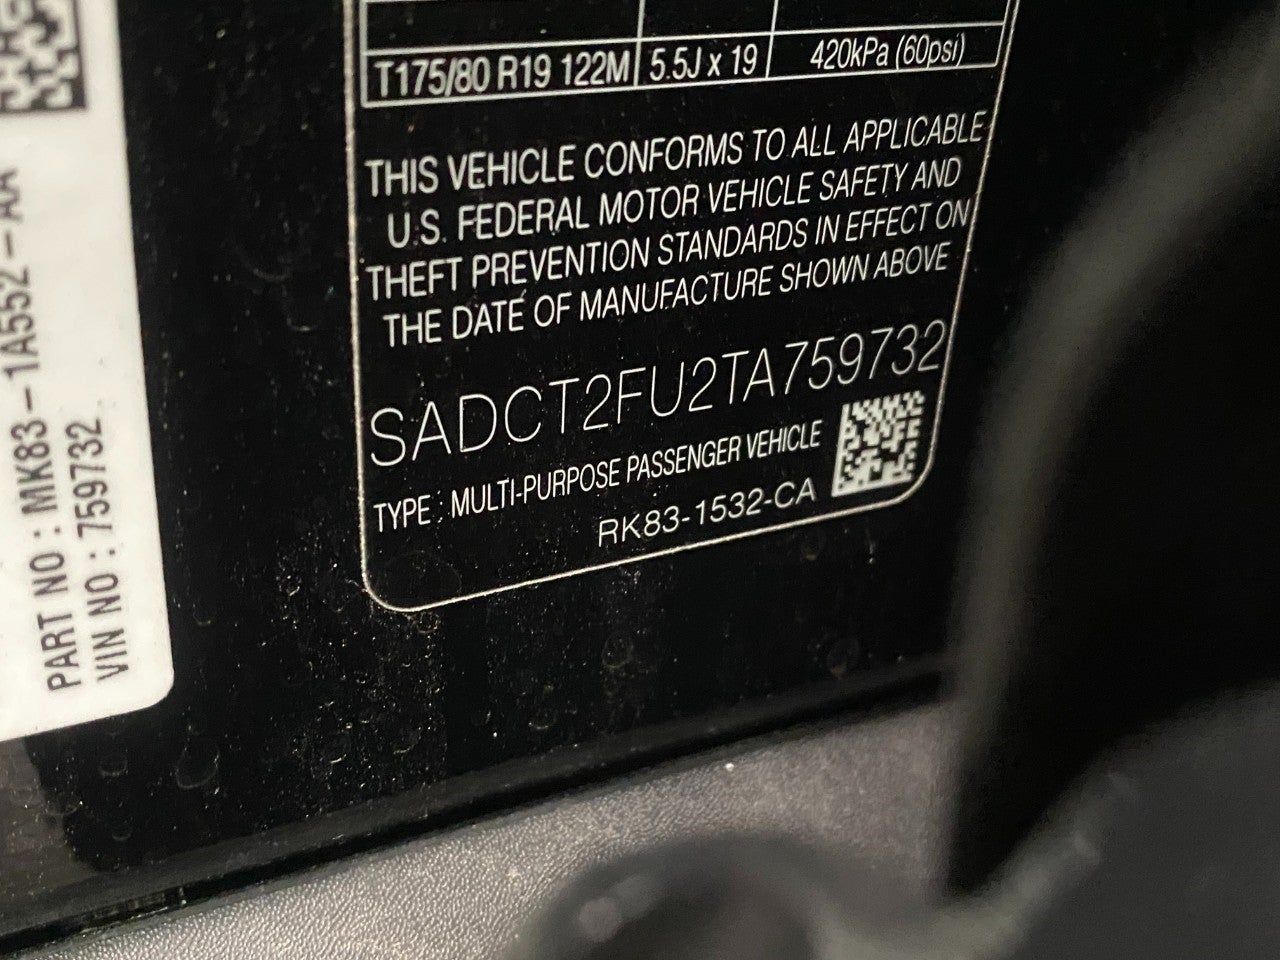 PART NO : MK83-1A552-AA
VIN NO : 759732
T175/80 R19 122M 5.5J x 19 420kPa (60psi)
THIS VEHICLE CONFORMS TO ALL APPLICABLE
U.S. FEDERAL MOTOR VEHICLE SAFETY AND
THEFT PREVENTION STANDARDS IN EFFECT ON
THE DATE OF MANUFACTURE SHOWN ABOVE
SADCT2FU2TA759732
TYPE : MULTI-PURPOSE PASSENGER VEHICLE
RK83-1532-CA